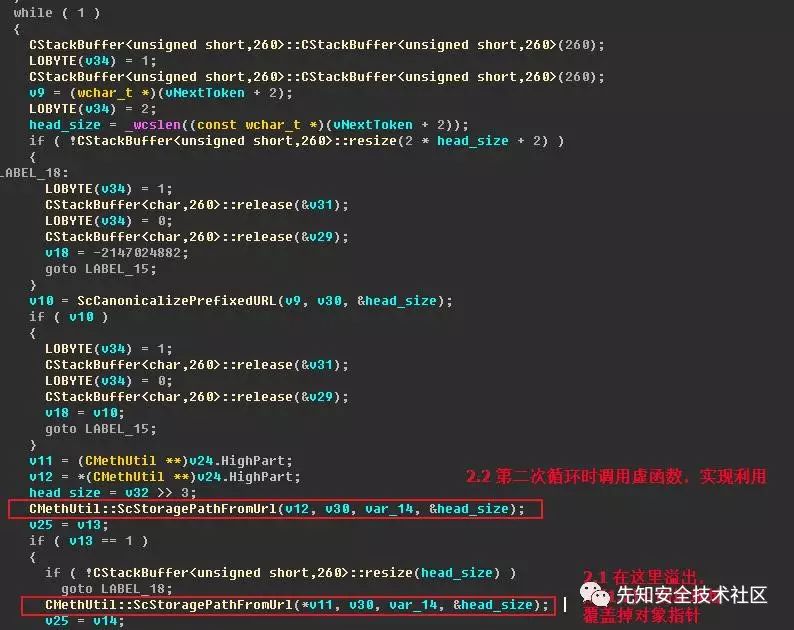 while ( 1 )
{
CStackBuffer<unsigned short,260>::CStackBuffer<unsigned short,260>(260);
LOBYTE(v34) = 1;
CStackBuffer<unsigned short,260>::CStackBuffer<unsigned short,260>(260);
v9 = (wchar_t *)(vNextToken + 2);
LOBYTE(v34) = 2;
head_size = _wcslen((const wchar_t *)(vNextToken + 2));
if ( !CStackBuffer<unsigned short,260>::resize(2 * head_size + 2) )
{
LABEL_18:
LOBYTE(v34) = 1;
CStackBuffer<char,260>::release(&v31);
LOBYTE(v34) = 0;
CStackBuffer<char,260>::release(&v29);
v18 = -2147024882;
goto LABEL_15;
}
v10 = ScCanonicalizePrefixedURL(v9, v30, &head_size);
if ( v10 )
{
LOBYTE(v34) = 1;
CStackBuffer<char,260>::release(&v31);
LOBYTE(v34) = 0;
CStackBuffer<char,260>::release(&v29);
v18 = v10;
goto LABEL_15;
}
v11 = (CMethUtil **)v24.HighPart;
v12 = *(CMethUtil **)v24.HighPart;
2.2 第二次循环时调用虚函数，实现利用
head_size = v32 >> 3;
CMethUtil::ScStoragePathFromUrl(v12, v30, var_14, &head_size);
v25 = v13;
if ( v13 == 1 )
{
if ( !CStackBuffer<unsigned short,260>::resize(head_size) )
2.1 在这里溢出，
goto LABEL_18;
先知安全技术社区
CMethUtil::ScStoragePathFromUrl(*v11, v30, var_14, &head_size);
覆盖掉对象指针
v25 = v14;